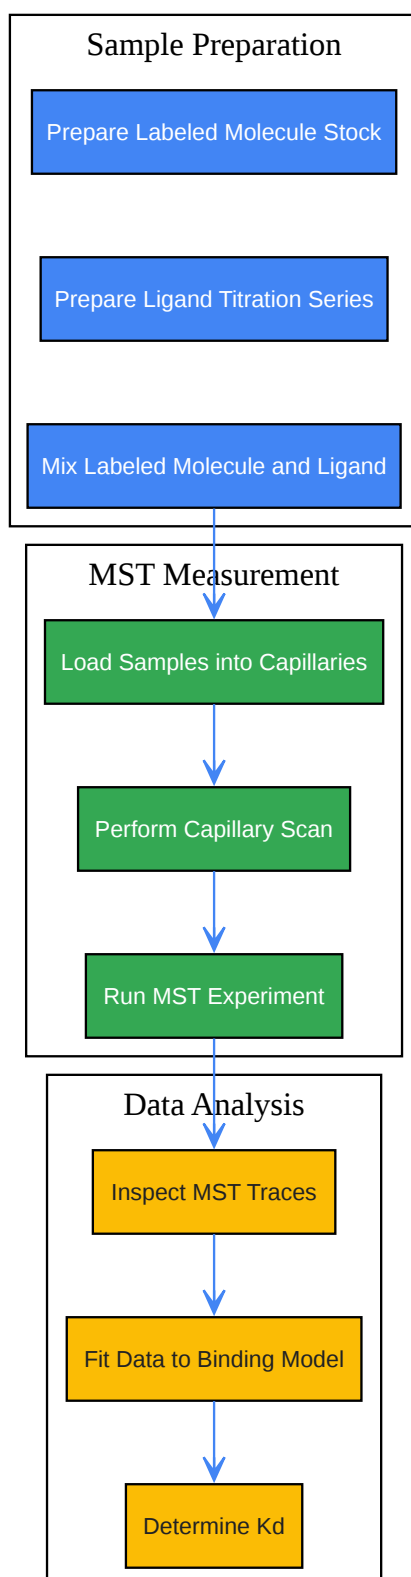 Sample Preparation
Prepare Labeled Molecule Stock
Prepare Ligand Titration Series
Mix Labeled Molecule and Ligand
MST Measurement
Load Samples into Capillaries
Perform Capillary Scan
Run MST Experiment
Data Analysis
Inspect MST Traces
Fit Data to Binding Model
Determine Kd